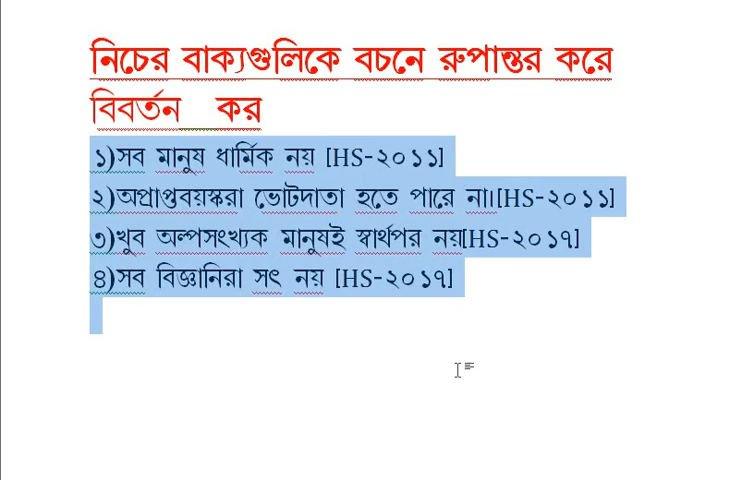 নিচের বাক্যগুলিকে বচনে রুপান্তর করে
বিবর্তন কর
১)সব মানুষ ধার্মিক নয় [HS-২০১১]
২)অপ্রাপ্তবয়স্করা ভোটদাতা হতে পারে না।[HS-২০১১]
৩)খুব অল্পসংখ্যক মানুষই স্বার্থপর নয়[HS-২০১৭]
৪)সব বিজ্ঞানিরা সৎ নয় [HS-২০১৭]